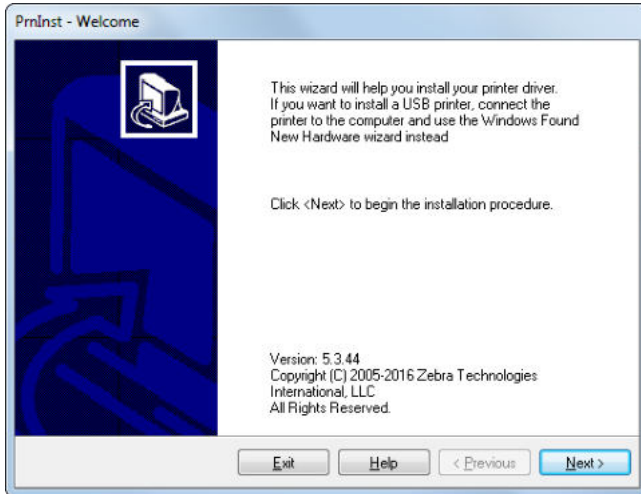 PrnInst - Welcome
This wizard will help you install your printer driver.
If you want to install a USB printer, connect the
printer to the computer and use the Windows Found
New Hardware wizard instead
Click <Next> to begin the installation procedure.
Version: 5.3.44
Copyright (C) 2005-2016 Zebra Technologies
International, LLC
All Rights Reserved.
Exit Help < Previous Next >